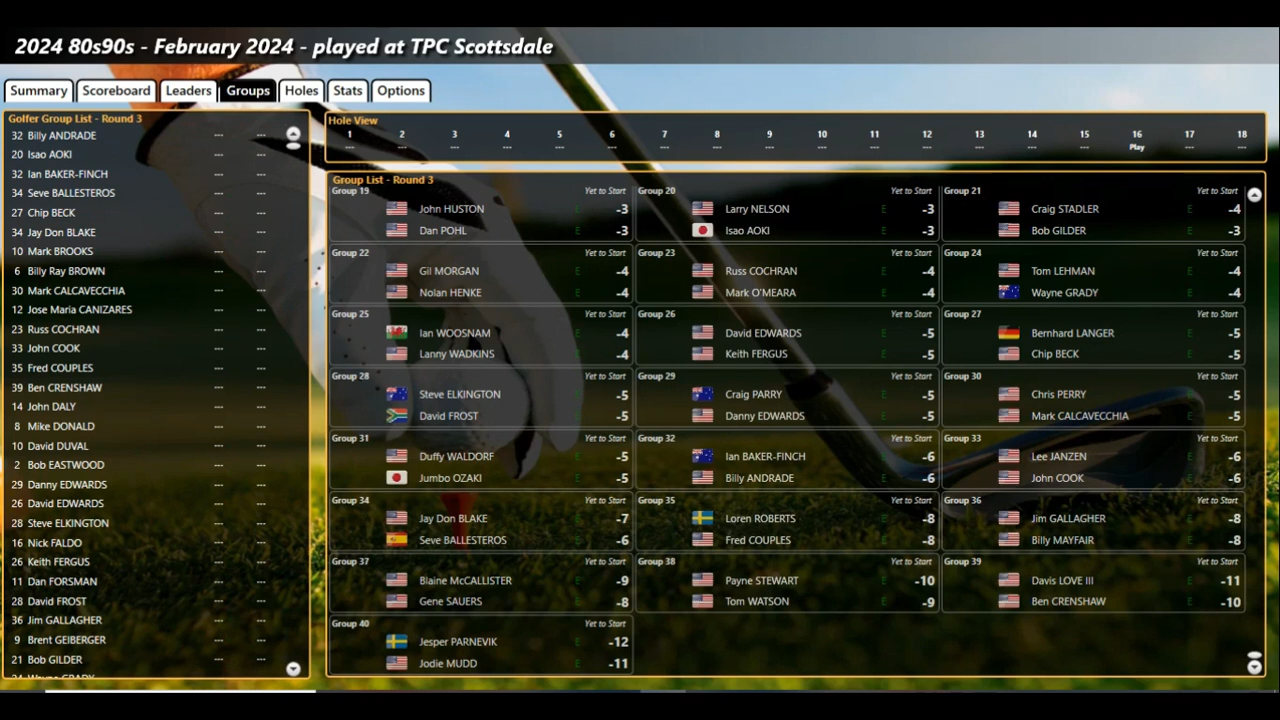 2024 80s90s - February 2024 - played at TPC Scottsdale
Summary Scoreboard Leaders Groups Holes Stats Options
Golfer Group List - Round 3
32 Billy ANDRADE --- ---
20 Isao AOKI --- ---
32 Ian BAKER-FINCH --- ---
34 Seve BALLESTEROS --- ---
27 Chip BECK --- ---
34 Jay Don BLAKE --- ---
10 Mark BROOKS --- ---
6 Billy Ray BROWN --- ---
30 Mark CALCAVECCHIA --- ---
12 Jose Maria CANIZARES --- ---
23 Russ COCHRAN --- ---
33 John COOK --- ---
35 Fred COUPLES --- ---
39 Ben CRENSHAW --- ---
14 John DALY --- ---
8 Mike DONALD --- ---
10 David DUVAL --- ---
2 Bob EASTWOOD --- ---
29 Danny EDWARDS --- ---
26 David EDWARDS --- ---
28 Steve ELKINGTON --- ---
16 Nick FALDO --- ---
26 Keith FERGUS --- ---
11 Dan FORSMAN --- ---
28 David FROST --- ---
36 Jim GALLAGHER --- ---
9 Brent GEIBERGER --- ---
21 Bob GILDER --- ---
Hole View
1 2 3 4 5 6 7 8 9 10 11 12 13 14 15 16 17 18
--- --- --- --- --- --- --- --- --- --- --- --- --- --- --- Play --- ---
Group List - Round 3
Group 19 Yet to Start Group 20 Yet to Start Group 21 Yet to Start
John HUSTON E -3 Larry NELSON E -3 Craig STADLER E -4
Dan POHL E -3 Isao AOKI E -3 Bob GILDER E -3
Group 22 Yet to Start Group 23 Yet to Start Group 24 Yet to Start
Gil MORGAN E -4 Russ COCHRAN E -4 Tom LEHMAN E -4
Nolan HENKE E -4 Mark O'MEARA E -4 Wayne GRADY E -4
Group 25 Yet to Start Group 26 Yet to Start Group 27 Yet to Start
Ian WOOSNAM E -4 David EDWARDS E -5 Bernhard LANGER E -5
Lanny WADKINS E -4 Keith FERGUS E -5 Chip BECK E -5
Group 28 Yet to Start Group 29 Yet to Start Group 30 Yet to Start
Steve ELKINGTON E -5 Craig PARRY E -5 Chris PERRY E -5
David FROST E -5 Danny EDWARDS E -5 Mark CALCAVECCHIA E -5
Group 31 Yet to Start Group 32 Yet to Start Group 33 Yet to Start
Duffy WALDORF E -5 Ian BAKER-FINCH E -6 Lee JANZEN E -6
Jumbo OZAKI E -5 Billy ANDRADE E -6 John COOK E -6
Group 34 Yet to Start Group 35 Yet to Start Group 36 Yet to Start
Jay Don BLAKE E -7 Loren ROBERTS E -8 Jim GALLAGHER E -8
Seve BALLESTEROS E -6 Fred COUPLES E -8 Billy MAYFAIR E -8
Group 37 Yet to Start Group 38 Yet to Start Group 39 Yet to Start
Blaine McCALLISTER E -9 Payne STEWART E -10 Davis LOVE III E -11
Gene SAUERS E -8 Tom WATSON E -9 Ben CRENSHAW E -10
Group 40 Yet to Start
Jesper PARNEVIK E -12
Jodie MUDD E -11